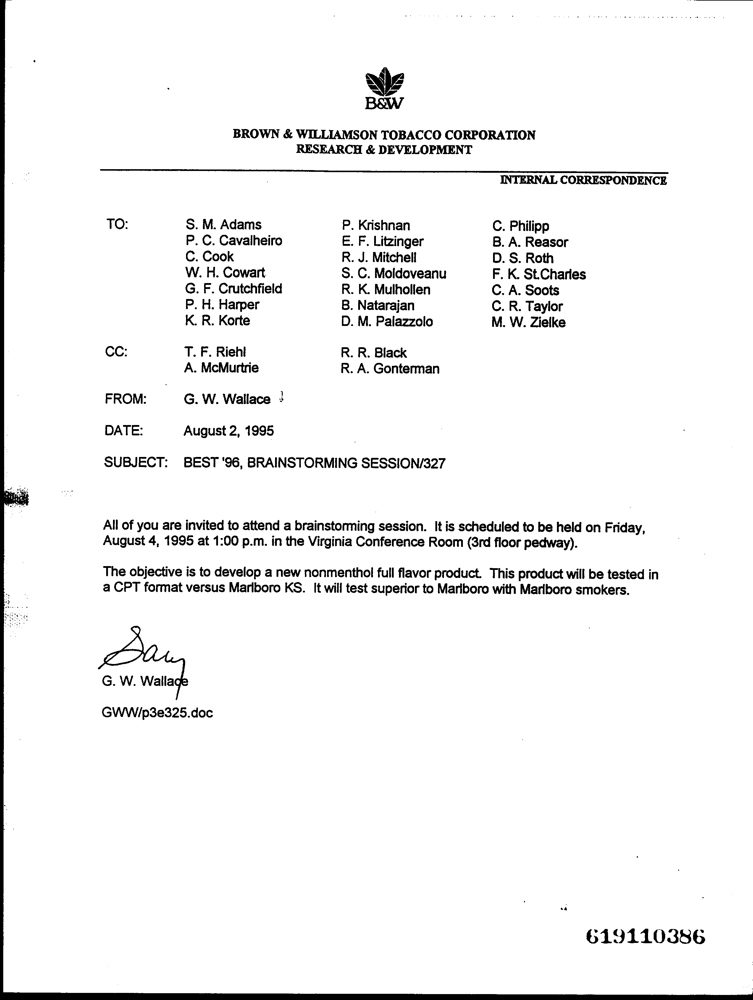 B&W
BROWN & WILLIAMSON TOBACCO CORPORATION
RESEARCH & DEVELOPMENT
INTERNAL CORRESPONDENCE
TO: S. M. Adams P. Krishnan C. Philipp
P. C. Cavalheiro E. F. Litzinger B. A. Reasor
C. Cook R. J. Mitchell D. S. Roth
W. H. Cowart S. C. Moldoveanu F. K. St.Charles
G. F. Crutchfield R. K. Mulhollen C. A. Soots
P. H. Harper B. Natarajan C. R. Taylor
K. R. Korte D. M. Palazzolo M. W. Zielke
CC: T. F. Riehl R. R. Black
A. McMurtrie R. A. Gonterman
FROM: G. W. Wallace
DATE: August 2, 1995
SUBJECT: BEST '96, BRAINSTORMING SESSION/327
All of you are invited to attend a brainstorming session. It is scheduled to be held on Friday,
August 4, 1995 at 1:00 p.m. in the Virginia Conference Room (3rd floor pedway).
The objective is to develop a new nonmenthol full flavor product. This product will be tested in
a CPT format versus Marlboro KS. It will test superior to Marlboro with Marlboro smokers.
Gary
G. W. Wallace
GWW/p3e325.doc
619110386